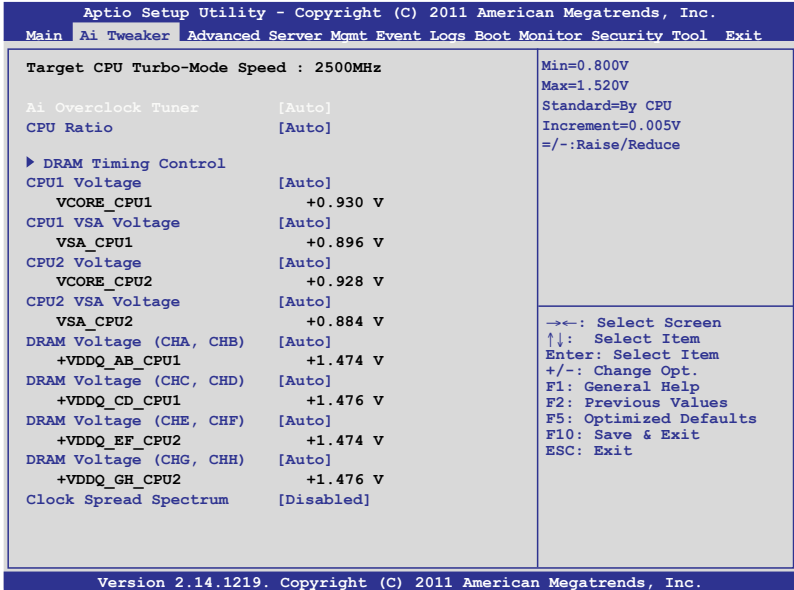 Aptio Setup Utility - Copyright (C) 2011 American Megatrends, Inc.
Main Ai Tweaker Advanced Server Mgmt Event Logs Boot Monitor Security Tool Exit
Target CPU Turbo-Mode Speed : 2500MHz
Ai Overclock Tuner [Auto]
CPU Ratio [Auto]
DRAM Timing Control
CPU1 Voltage [Auto]
VCORE_CPU1 +0.930 V
CPU1 VSA Voltage [Auto]
VSA_CPU1 +0.896 V
CPU2 Voltage [Auto]
VCORE_CPU2 +0.928 V
CPU2 VSA Voltage [Auto]
VSA_CPU2 +0.884 V
DRAM Voltage (CHA, CHB) [Auto]
+VDDQ_AB_CPU1 +1.474 V
DRAM Voltage (CHC, CHD) [Auto]
+VDDQ_CD_CPU1 +1.476 V
DRAM Voltage (CHE, CHF) [Auto]
+VDDQ_EF_CPU2 +1.474 V
DRAM Voltage (CHG, CHH) [Auto]
+VDDQ_GH_CPU2 +1.476 V
Clock Spread Spectrum [Disabled]
Min=0.800V
Max=1.520V
Standard=By CPU
Increment=0.005V
=/-:Raise/Reduce
→←: Select Screen
↑↓: Select Item
Enter: Select Item
+/-: Change Opt.
F1: General Help
F2: Previous Values
F5: Optimized Defaults
F10: Save & Exit
ESC: Exit
Version 2.14.1219. Copyright (C) 2011 American Megatrends, Inc.